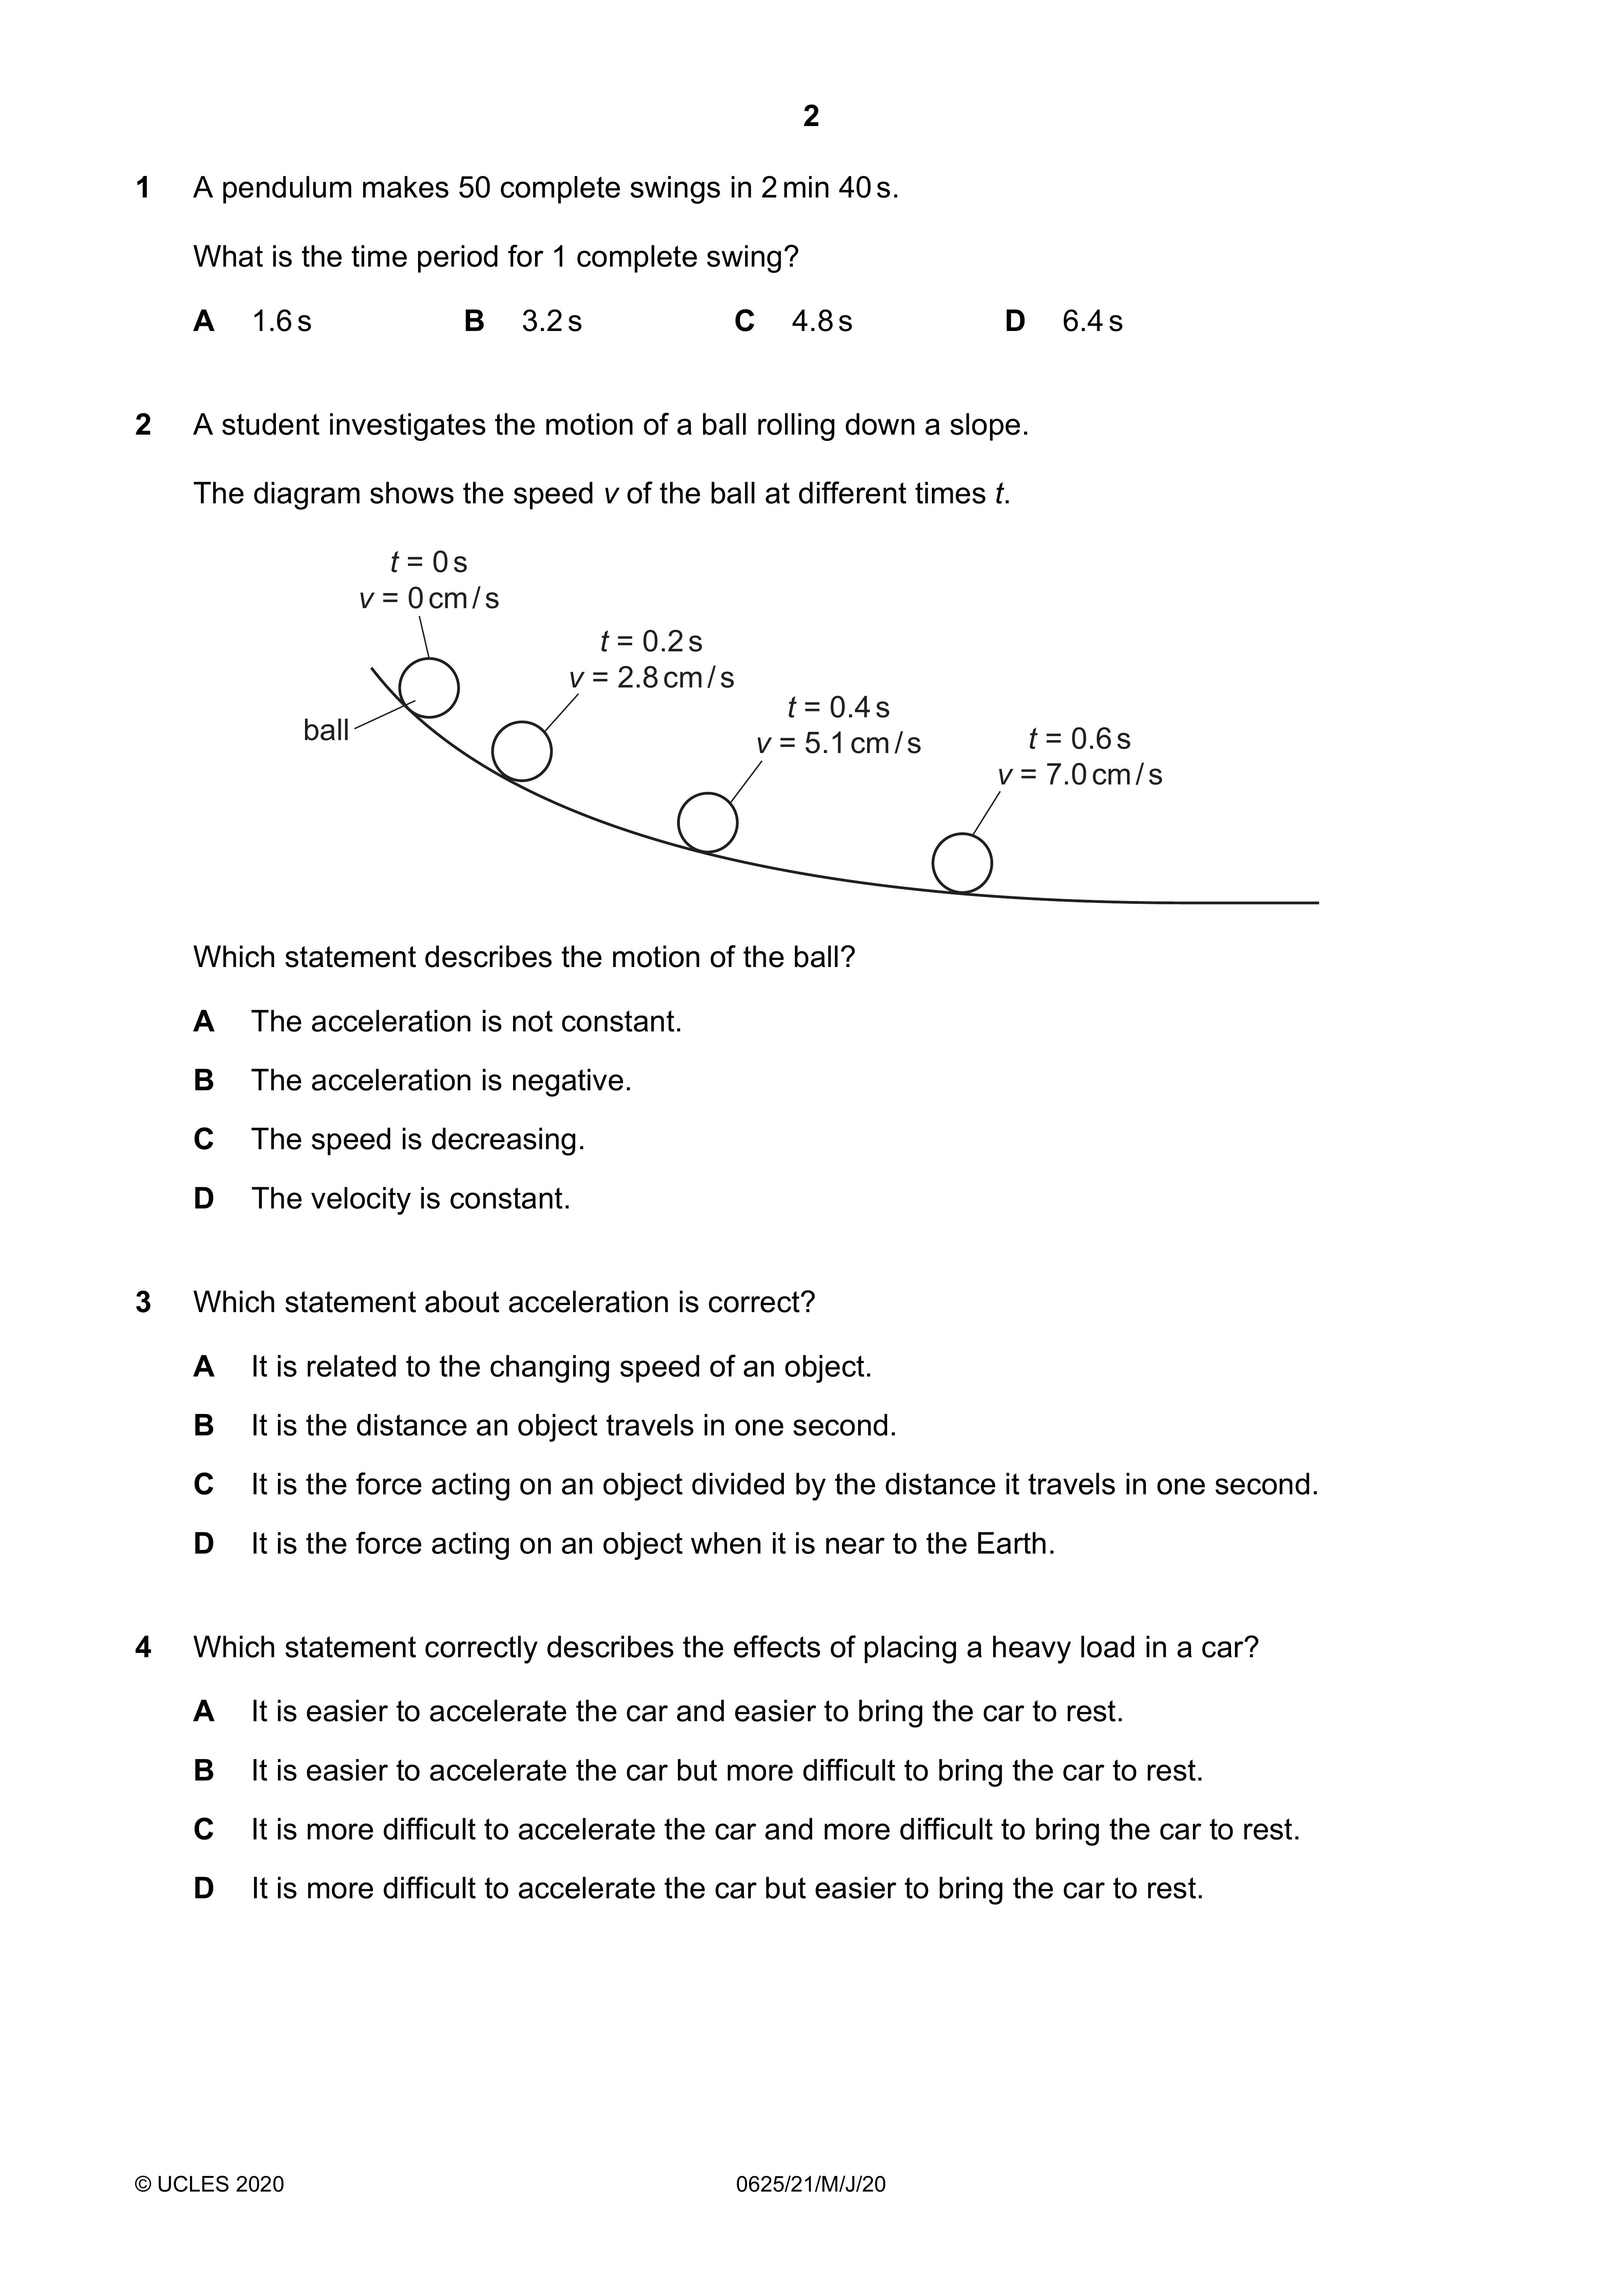 2
1 A pendulum makes 50 complete swings in 2 min 40 s.
What is the time period for 1 complete swing?
A 1.6 s B 3.2 s C 4.8 s D 6.4 s
2 A student investigates the motion of a ball rolling down a slope.
The diagram shows the speed v of the ball at different times t.
t = 0 s
v = 0 cm / s
t = 0.2 s
v = 2.8 cm / s
t = 0.4 s
v = 5.1 cm / s
t = 0.6 s
v = 7.0 cm / s
ball
Which statement describes the motion of the ball?
A The acceleration is not constant.
B The acceleration is negative.
C The speed is decreasing.
D The velocity is constant.
3 Which statement about acceleration is correct?
A It is related to the changing speed of an object.
B It is the distance an object travels in one second.
C It is the force acting on an object divided by the distance it travels in one second.
D It is the force acting on an object when it is near to the Earth.
4 Which statement correctly describes the effects of placing a heavy load in a car?
A It is easier to accelerate the car and easier to bring the car to rest.
B It is easier to accelerate the car but more difficult to bring the car to rest.
C It is more difficult to accelerate the car and more difficult to bring the car to rest.
D It is more difficult to accelerate the car but easier to bring the car to rest.
© UCLES 2020 0625/21/M/J/20